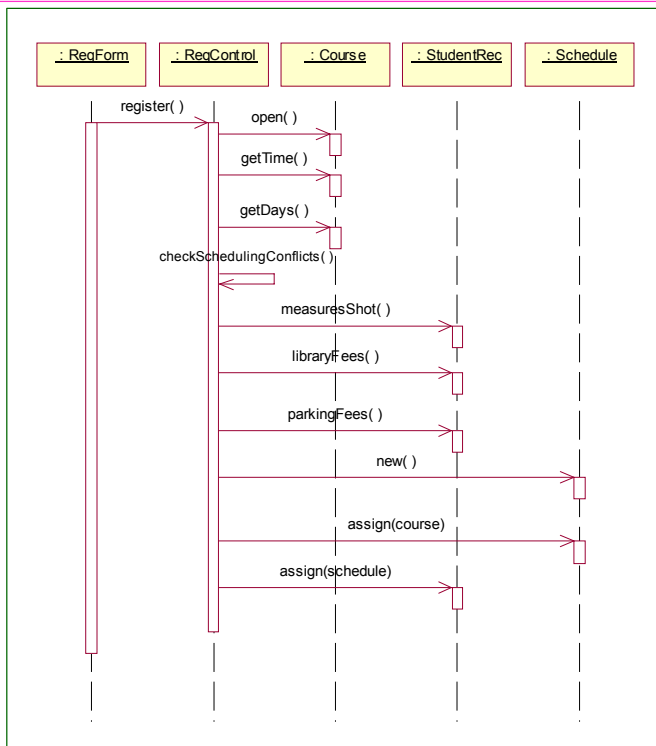 : RegForm
: RegControl
: Course
: StudentRec
: Schedule
register( )
open( )
getTime( )
getDays( )
checkSchedulingConflicts( )
measuresShot( )
libraryFees( )
parkingFees( )
new( )
assign(course)
assign(schedule)